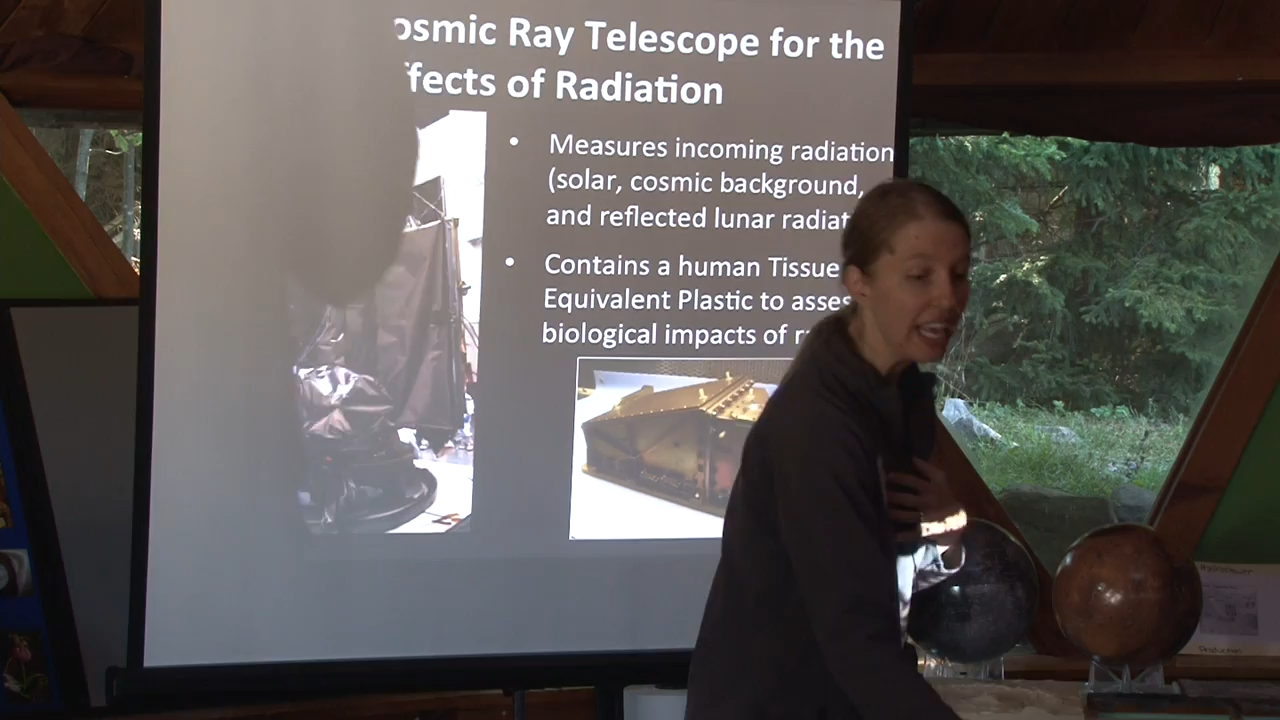 osmic Ray Telescope for the
ffects of Radiation
• Measures incoming radiation
(solar, cosmic background,
and reflected lunar radiat
• Contains a human Tissue
Equivalent Plastic to asses
biological impacts of r